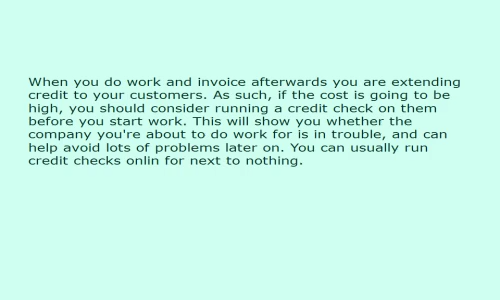 When you do work and invoice afterwards you are extending
credit to your customers. As such, if the cost is going to be
high, you should consider running a credit check on them
before you start work. This will show you whether the
company you're about to do work for is in trouble, and can
help avoid lots of problems later on. You can usually run
credit checks onlin for next to nothing.